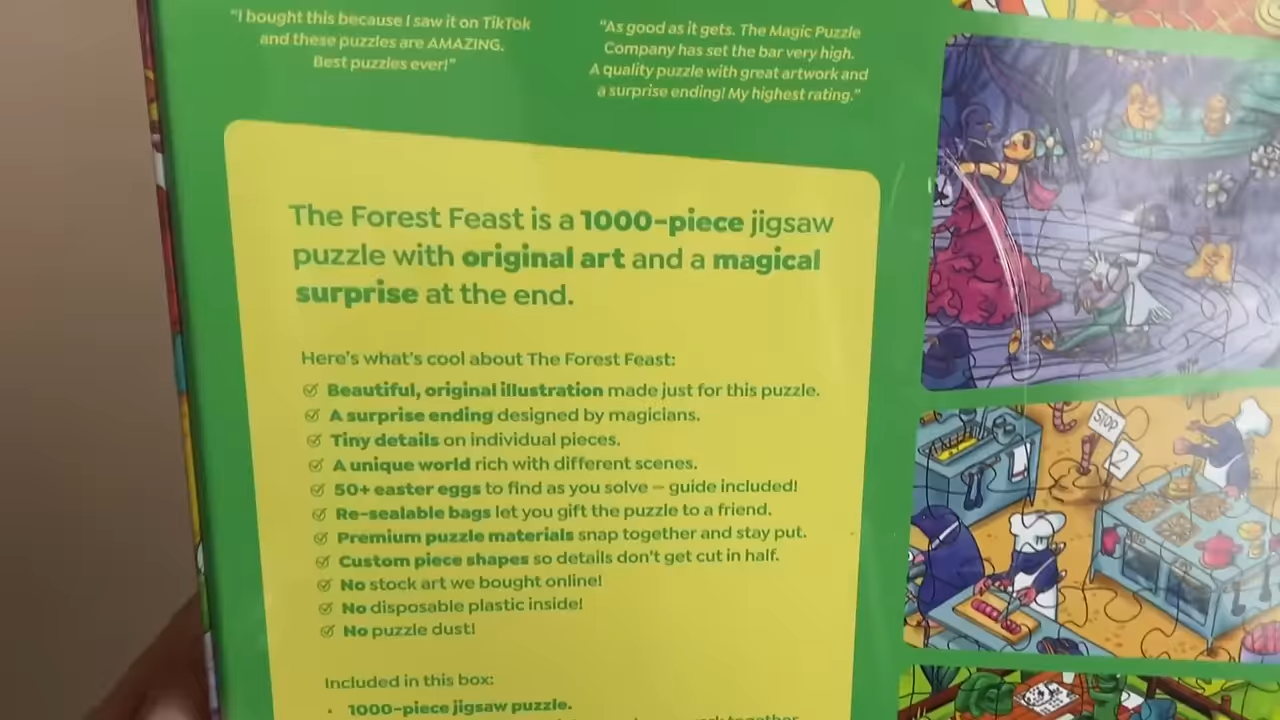 "I bought this because I saw it on TikTok
and these puzzles are AMAZING.
Best puzzles ever!"
"As good as it gets. The Magic Puzzle
Company has set the bar very high.
A quality puzzle with great artwork and
a surprise ending! My highest rating."
The Forest Feast is a 1000-piece jigsaw
puzzle with original art and a magical
surprise at the end.
Here's what's cool about The Forest Feast:
Beautiful, original illustration made just for this puzzle.
A surprise ending designed by magicians.
Tiny details on individual pieces.
A unique world rich with different scenes.
50+ easter eggs to find as you solve – guide included!
Re-sealable bags let you gift the puzzle to a friend.
Premium puzzle materials snap together and stay put.
Custom piece shapes so details don't get cut in half.
No stock art we bought online!
No disposable plastic inside!
No puzzle dust!
Included in this box:
· 1000-piece jigsaw puzzle.
together
STOP
2